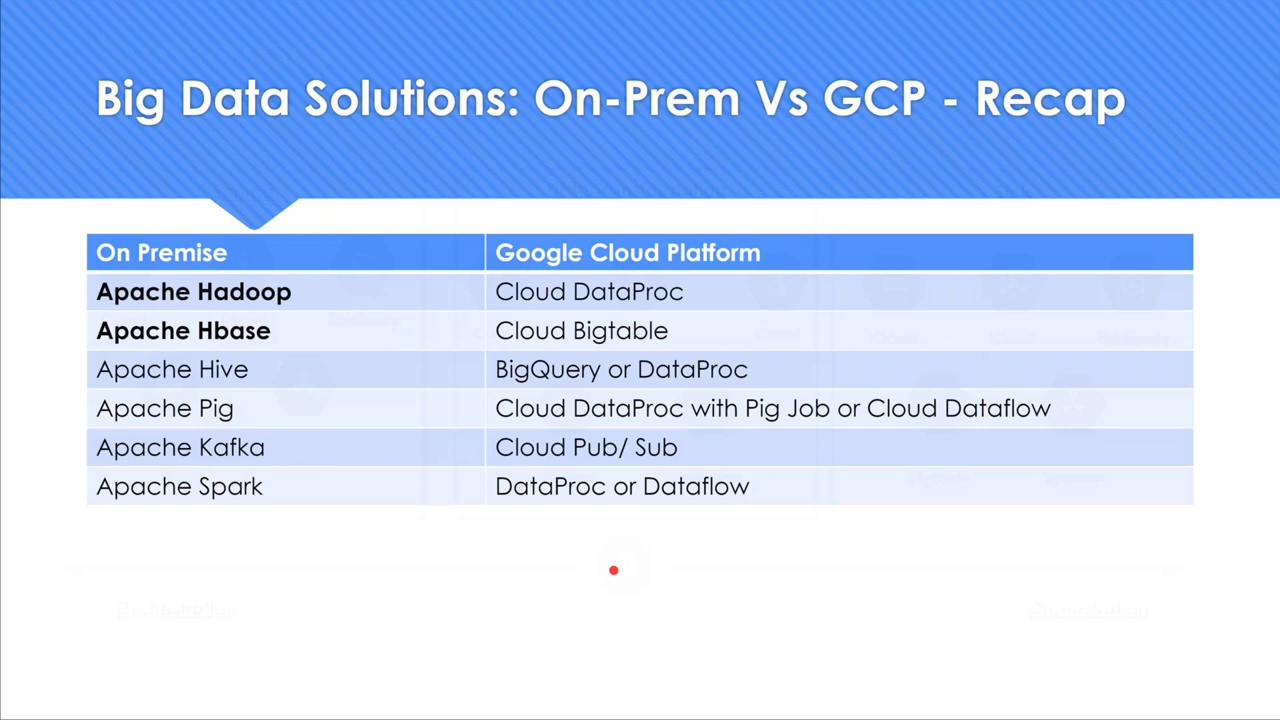 Big Data Solutions: On-Prem Vs GCP - Recap
On Premise Google Cloud Platform
Apache Hadoop Cloud DataProc
Apache Hbase Cloud Bigtable
Apache Hive BigQuery or DataProc
Apache Pig Cloud DataProc with Pig Job or Cloud Dataflow
Apache Kafka Cloud Pub/ Sub
Apache Spark DataProc or Dataflow